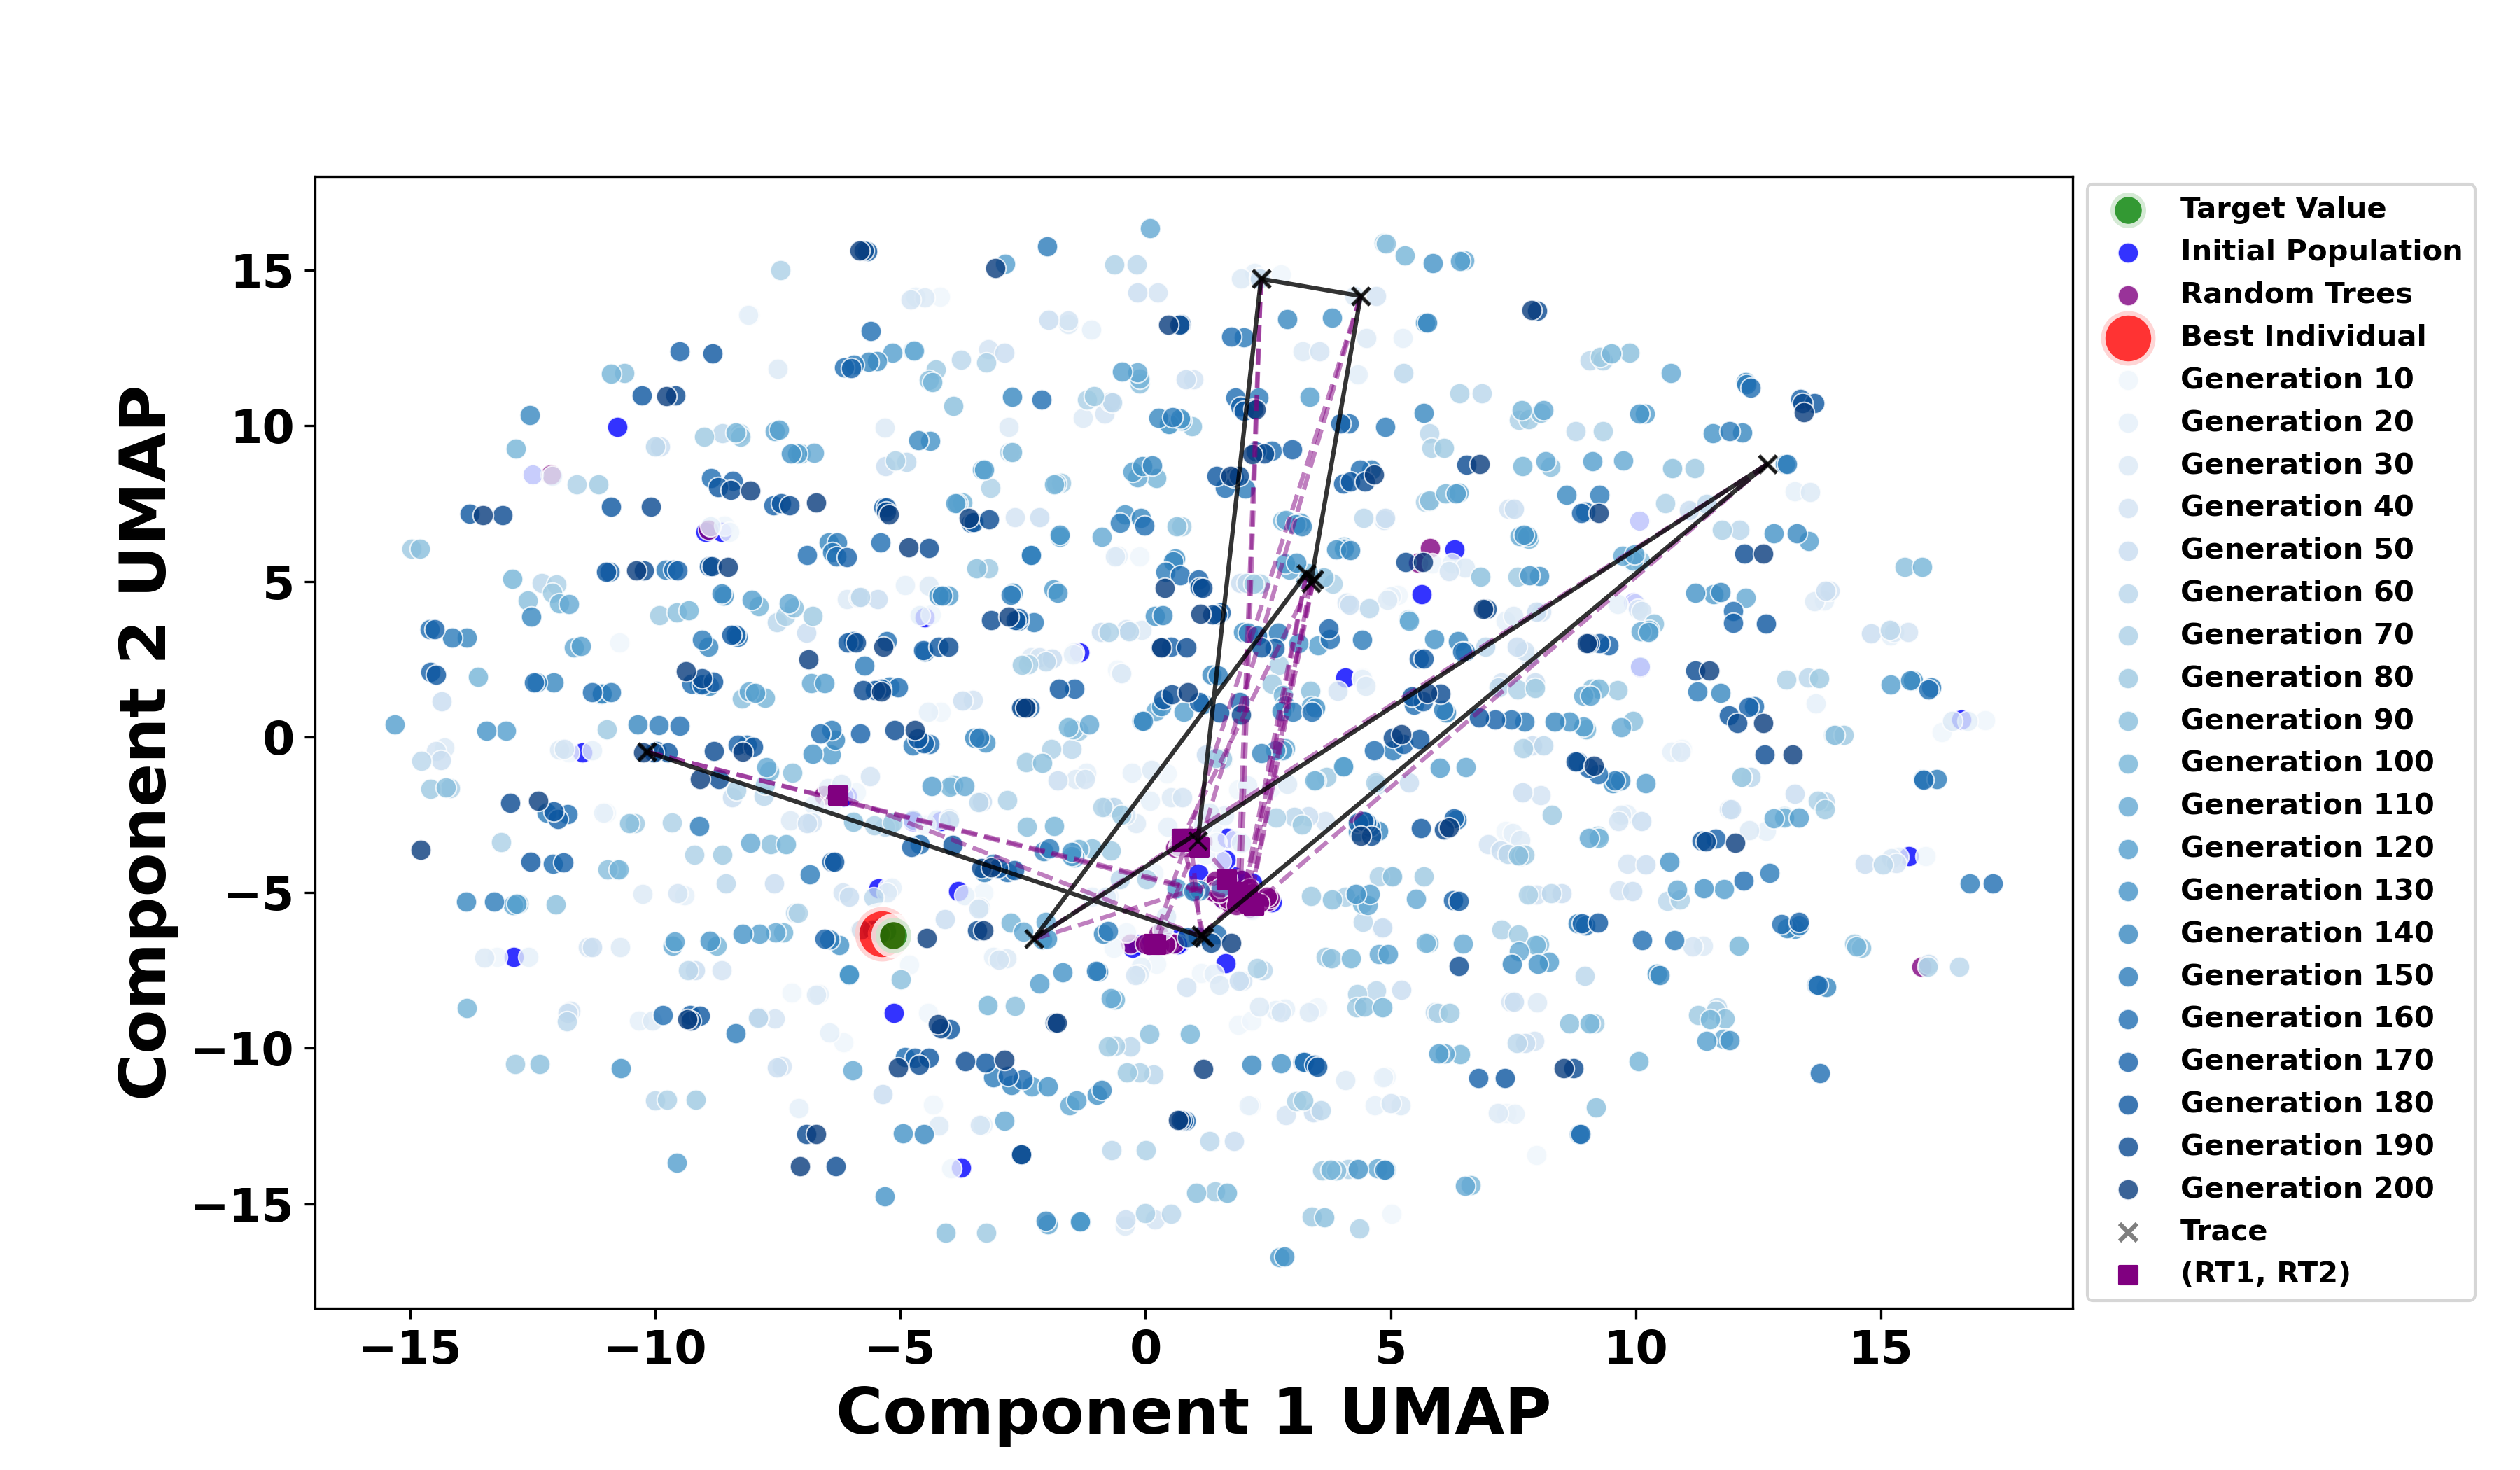 Component 2 UMAP
15
10
5
0
−5
−10
−15
−15 −10 −5 0 5 10 15
Component 1 UMAP
Target Value
Initial Population
Random Trees
Best Individual
Generation 10
Generation 20
Generation 30
Generation 40
Generation 50
Generation 60
Generation 70
Generation 80
Generation 90
Generation 100
Generation 110
Generation 120
Generation 130
Generation 140
Generation 150
Generation 160
Generation 170
Generation 180
Generation 190
Generation 200
Trace
(RT1, RT2)